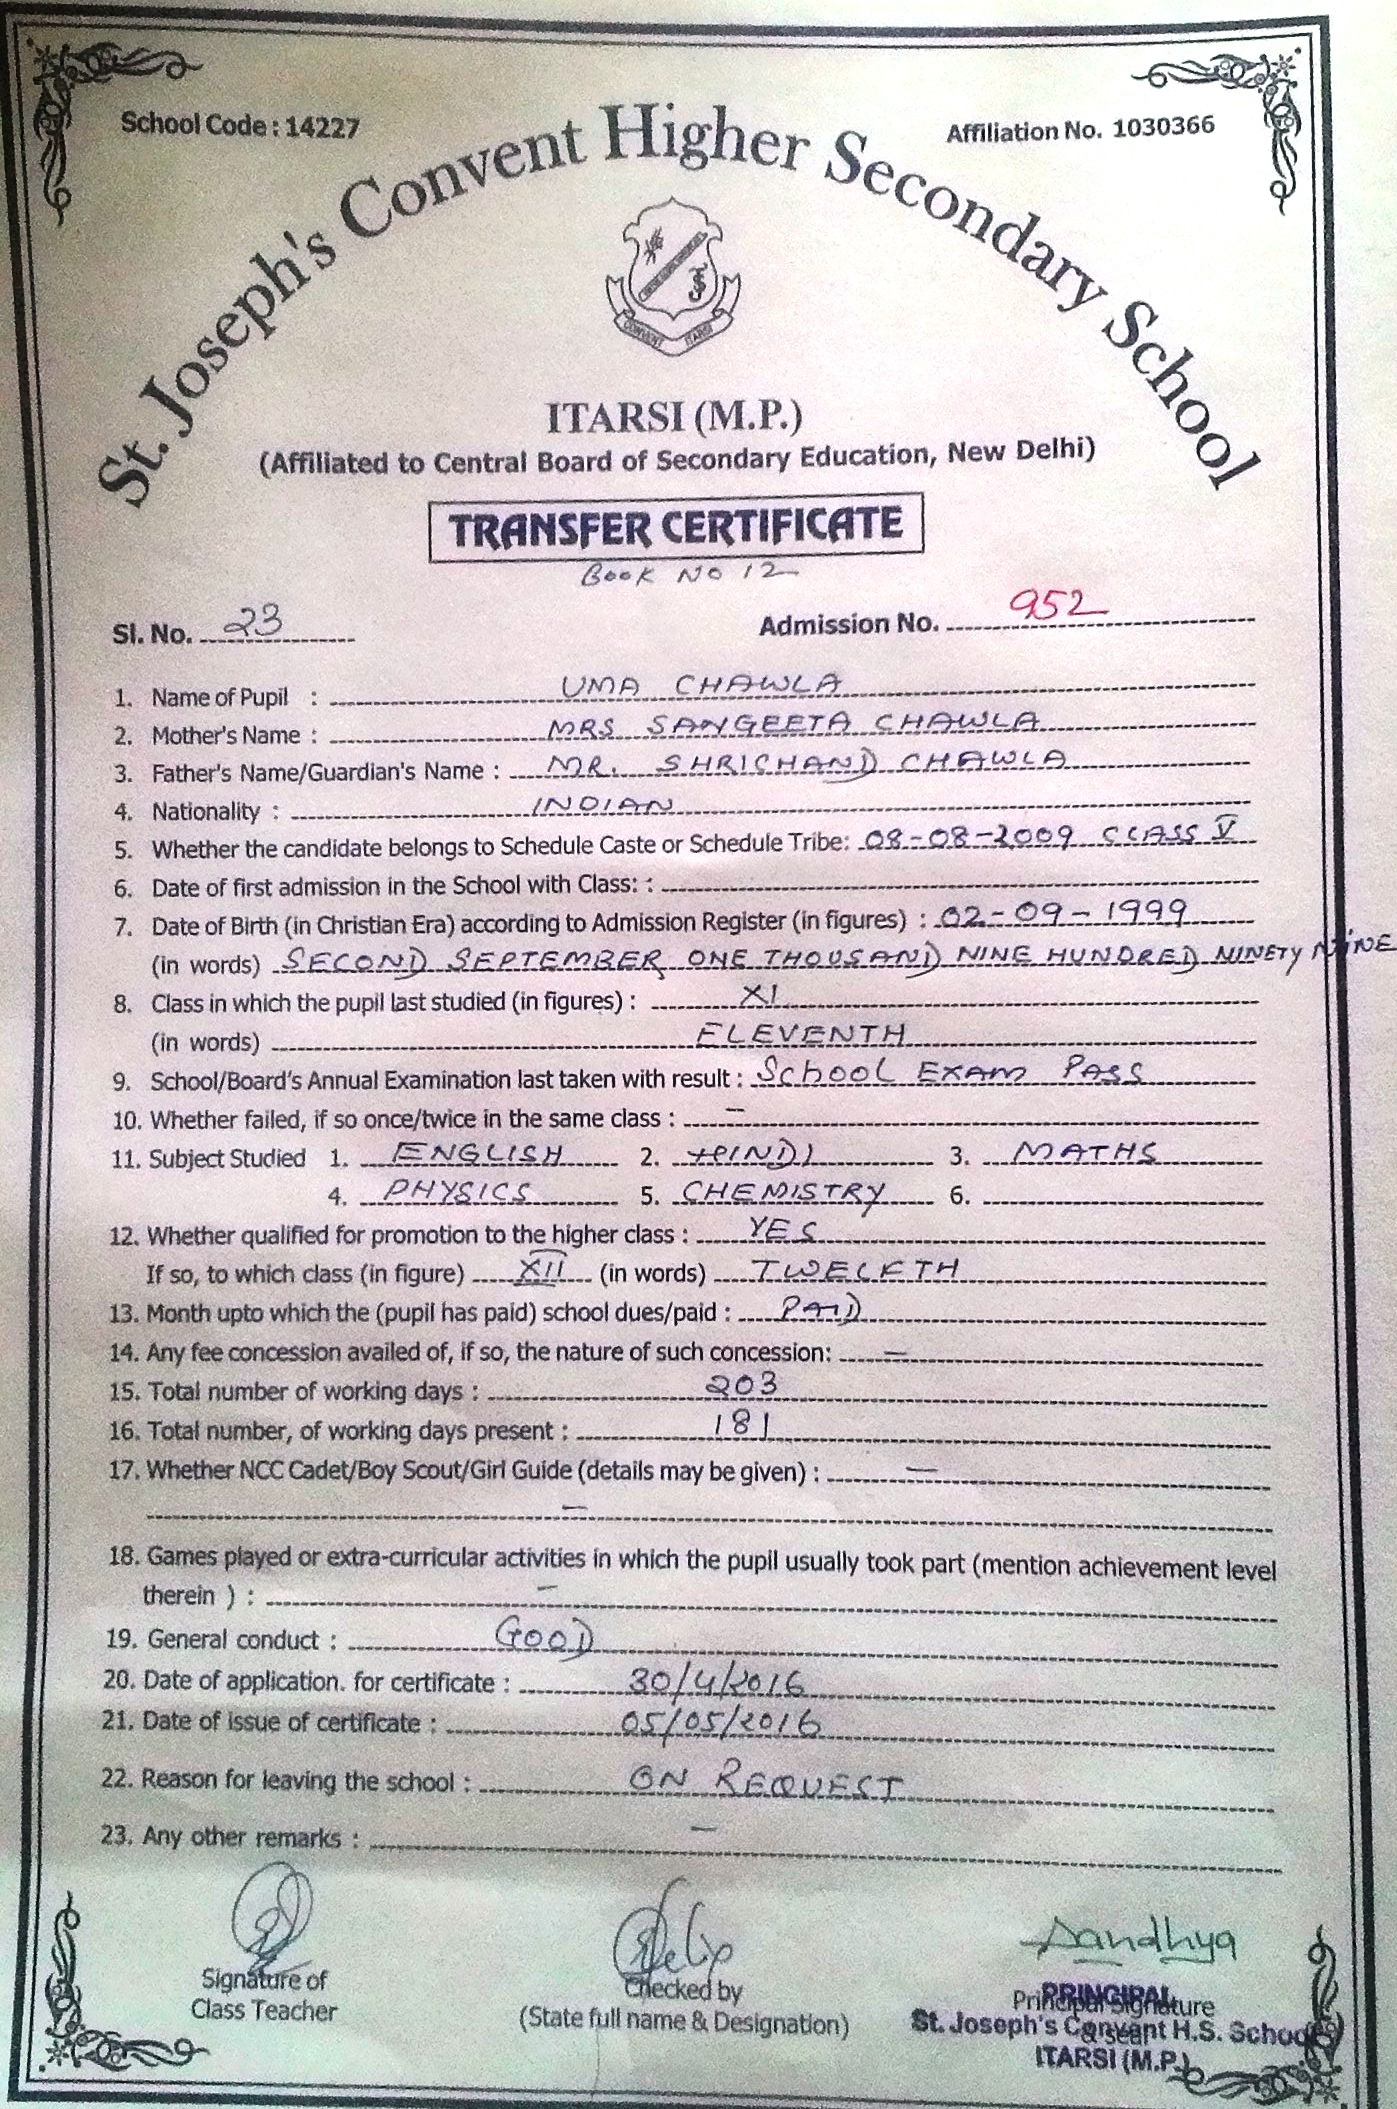 School Code : 14227
Affiliation No. 1030366
St. Joseph's Convent Higher Secondary School
CONVENT ITARSI
ITARSI (M.P.)
(Affiliated to Central Board of Secondary Education, New Delhi)
TRANSFER CERTIFICATE
BOOK NO 12
Sl. No. 23 Admission No. 952
1. Name of Pupil : UMA CHAWLA
2. Mother's Name : MRS SANGEETA CHAWLA
3. Father's Name/Guardian's Name : MR. SHRICHAND CHAWLA
4. Nationality : INDIAN
5. Whether the candidate belongs to Schedule Caste or Schedule Tribe: 08-08-2009 CLASS V
6. Date of first admission in the School with Class: :
7. Date of Birth (in Christian Era) according to Admission Register (in figures) : 02-09-1999
(in words) SECOND SEPTEMBER ONE THOUSAND NINE HUNDRED NINETY NINE
8. Class in which the pupil last studied (in figures) : XI
(in words) ELEVENTH
9. School/Board's Annual Examination last taken with result : SCHOOL EXAM PASS
10. Whether failed, if so once/twice in the same class : –
11. Subject Studied 1. ENGLISH 2. HINDI 3. MATHS
4. PHYSICS 5. CHEMISTRY 6.
12. Whether qualified for promotion to the higher class : YES
If so, to which class (in figure) XII (in words) TWELFTH
13. Month upto which the (pupil has paid) school dues/paid : PAID
14. Any fee concession availed of, if so, the nature of such concession: –
15. Total number of working days : 203
16. Total number, of working days present : 181
17. Whether NCC Cadet/Boy Scout/Girl Guide (details may be given) : –
–
18. Games played or extra-curricular activities in which the pupil usually took part (mention achievement level
therein ) : –
19. General conduct : GOOD
20. Date of application. for certificate : 30/4/2016
21. Date of issue of certificate : 05/05/2016
22. Reason for leaving the school : ON REQUEST
23. Any other remarks : –
Sandhya
Signature of
Class Teacher
Checked by
(State full name & Designation)
Principal Signature
& seal
PRINCIPAL
St. Joseph's Convent H.S. School
ITARSI (M.P.)